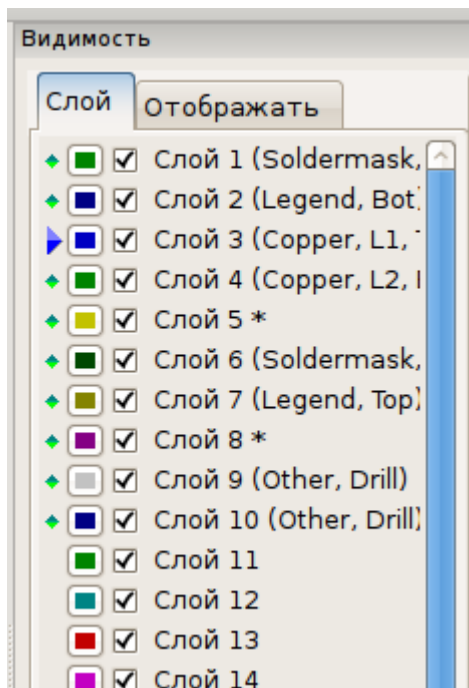 Видимость
Слой Отображать
Слой 1 (Soldermask,
Слой 2 (Legend, Bot
Слой 3 (Copper, L1,
Слой 4 (Copper, L2,
Слой 5 *
Слой 6 (Soldermask,
Слой 7 (Legend, Top)
Слой 8 *
Слой 9 (Other, Drill)
Слой 10 (Other, Drill)
Слой 11
Слой 12
Слой 13
Слой 14